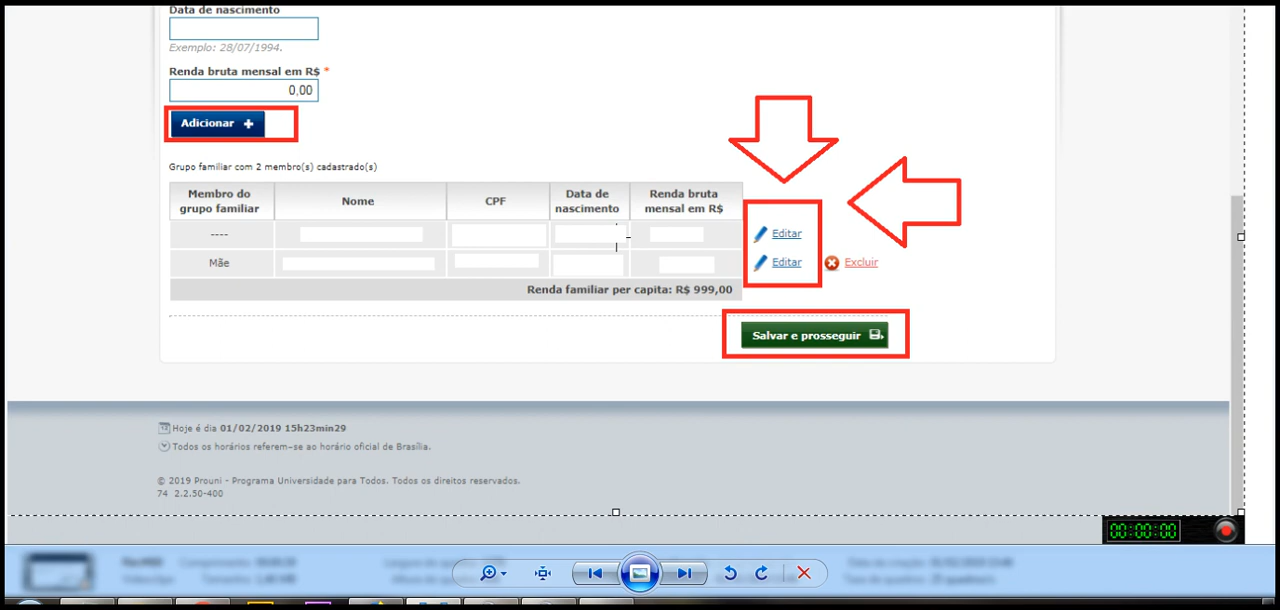 Data de nascimento
Exemplo: 28/07/1994.
Renda bruta mensal em R$ *
0,00
Adicionar +
Grupo familiar com 2 membro(s) cadastrado(s)
Membro do grupo familiar Nome CPF Data de nascimento Renda bruta mensal em R$
---- Editar
Mãe Editar Excluir
Renda familiar per capita: R$ 999,00
Salvar e prosseguir
Hoje é dia 01/02/2019 15h23min29
Todos os horários referem-se ao horário oficial de Brasília.
© 2019 Prouni - Programa Universidade para Todos. Todos os direitos reservados.
74 2.2.50-400
00:00:00